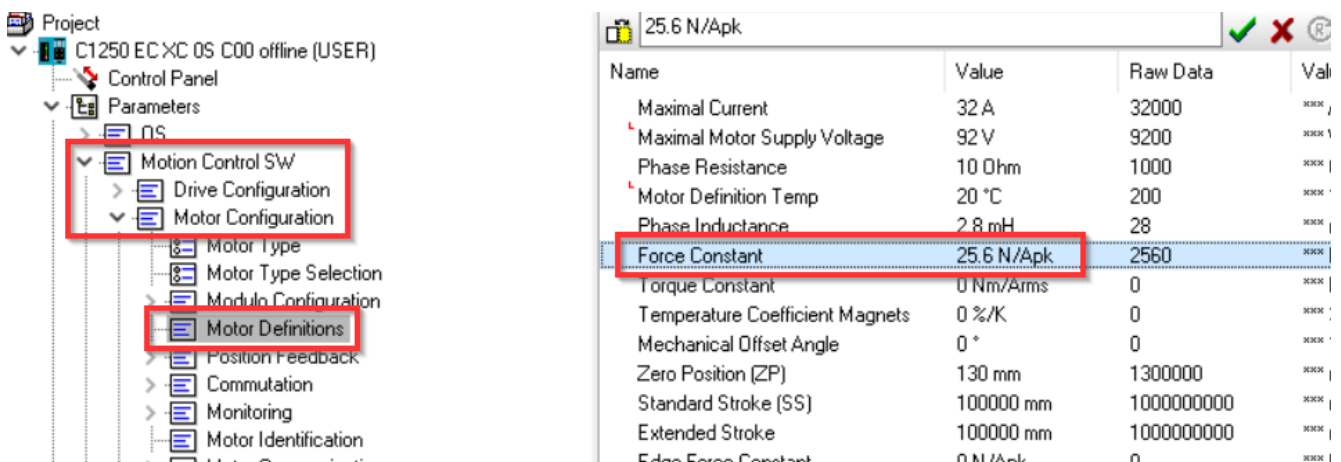 Project
C1250 EC XC 0S C00 offline (USER)
Control Panel
Parameters
OS
Motion Control SW
Drive Configuration
Motor Configuration
Motor Type
Motor Type Selection
Modulo Configuration
Motor Definitions
Position Feedback
Commutation
Monitoring
Motor Identification
25.6 N/Apk
Name Value Raw Data
Maximal Current 32 A 32000 ***
Maximal Motor Supply Voltage 92 V 9200 ***
Phase Resistance 10 Ohm 1000 ***
Motor Definition Temp 20 °C 200 ***
Phase Inductance 2.8 mH 28 ***
Force Constant 25.6 N/Apk 2560 ***
Torque Constant 0 Nm/Arms 0 ***
Temperature Coefficient Magnets 0 %/K 0 ***
Mechanical Offset Angle 0 ° 0 ***
Zero Position (ZP) 130 mm 1300000 ***
Standard Stroke (SS) 100000 mm 1000000000 ***
Extended Stroke 100000 mm 1000000000 ***
Edge Force Constant 0 N/Apk 0 ***